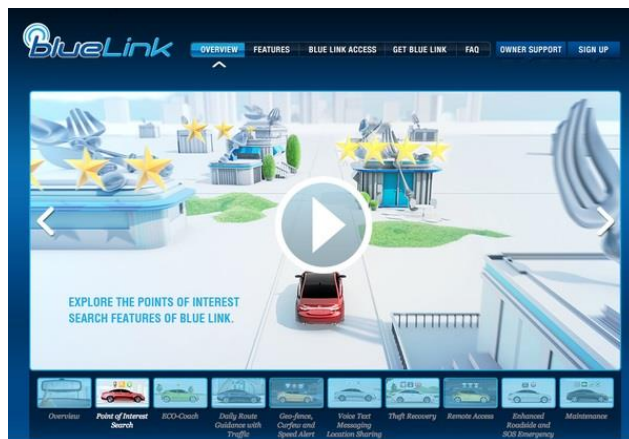 blueLink
OVERVIEW FEATURES BLUE LINK ACCESS GET BLUE LINK FAQ OWNER SUPPORT SIGN UP
EXPLORE THE POINTS OF INTEREST
SEARCH FEATURES OF BLUE LINK.
Overview
Point of Interest
Search
ECO-Coach
Daily Route
Guidance with
Traffic
Geo-fence,
Curfew and
Speed Alert
Voice Text
Messaging
Location Sharing
Theft Recovery
Remote Access
Enhanced
Roadside and
SOS Emergency
Maintenance